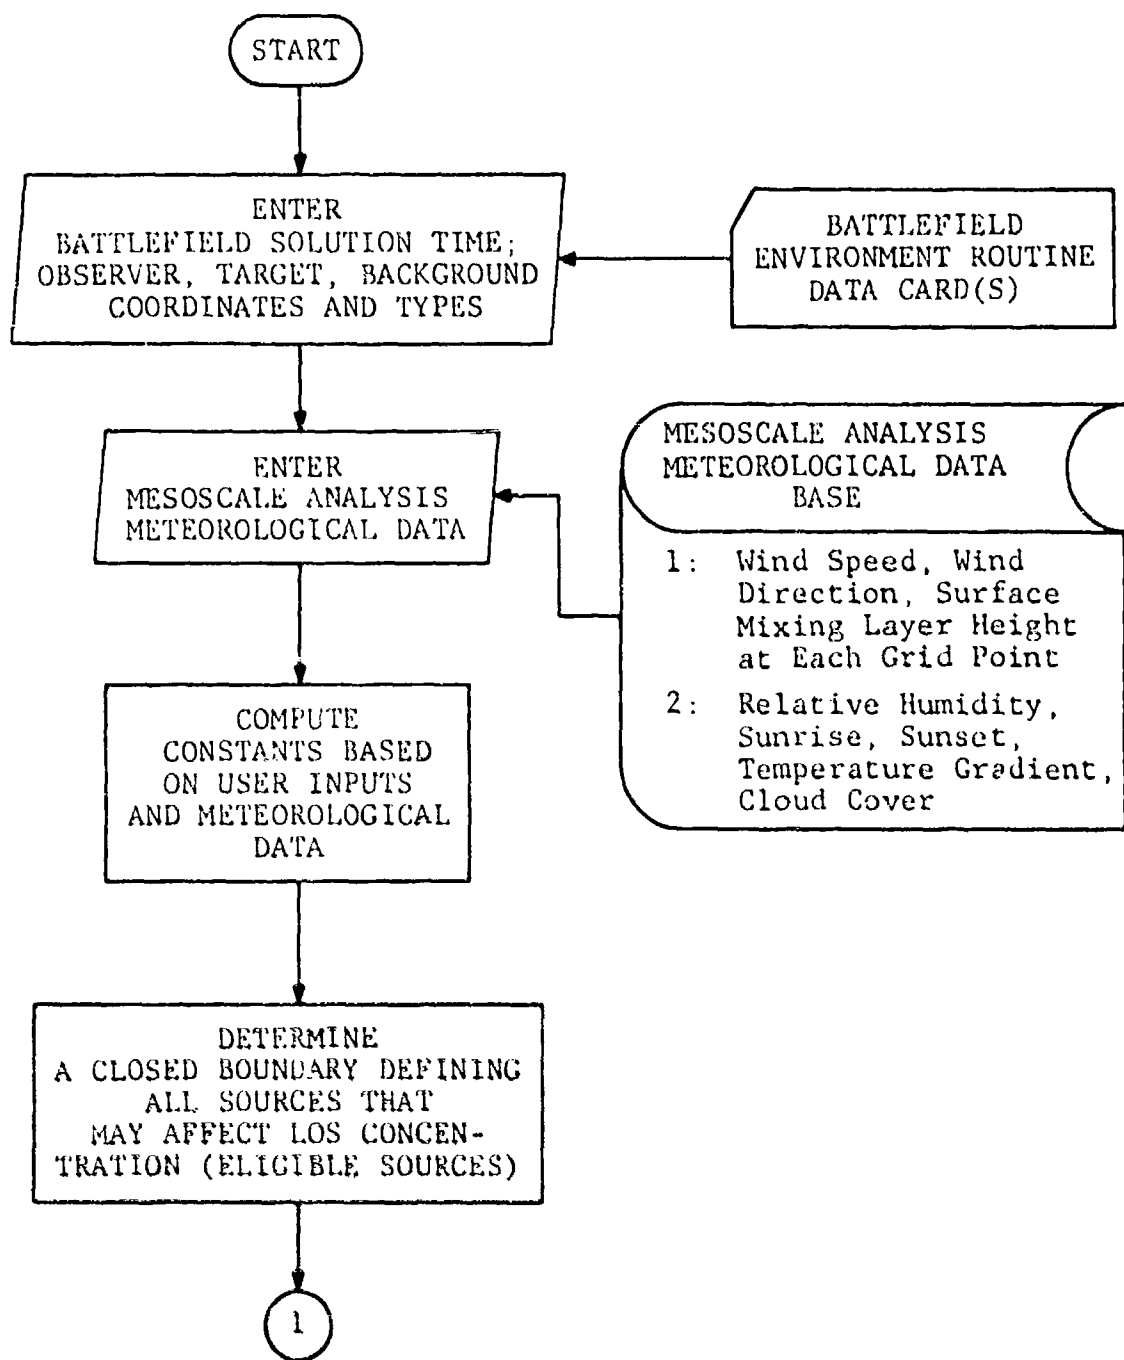 START
ENTER
BATTLEFIELD SOLUTION TIME;
OBSERVER, TARGET, BACKGROUND
COORDINATES AND TYPES
BATTLEFIELD
ENVIRONMENT ROUTINE
DATA CARD(S)
ENTER
MESOSCALE ANALYSIS
METEOROLOGICAL DATA
MESOSCALE ANALYSIS
METEOROLOGICAL DATA
BASE
1: Wind Speed, Wind
Direction, Surface
Mixing Layer Height
at Each Grid Point
2: Relative Humidity,
Sunrise, Sunset,
Temperature Gradient,
Cloud Cover
COMPUTE
CONSTANTS BASED
ON USER INPUTS
AND METEOROLOGICAL
DATA
DETERMINE
A CLOSED BOUNDARY DEFINING
ALL SOURCES THAT
MAY AFFECT LOS CONCEN-
TRATION (ELIGIBLE SOURCES)
1